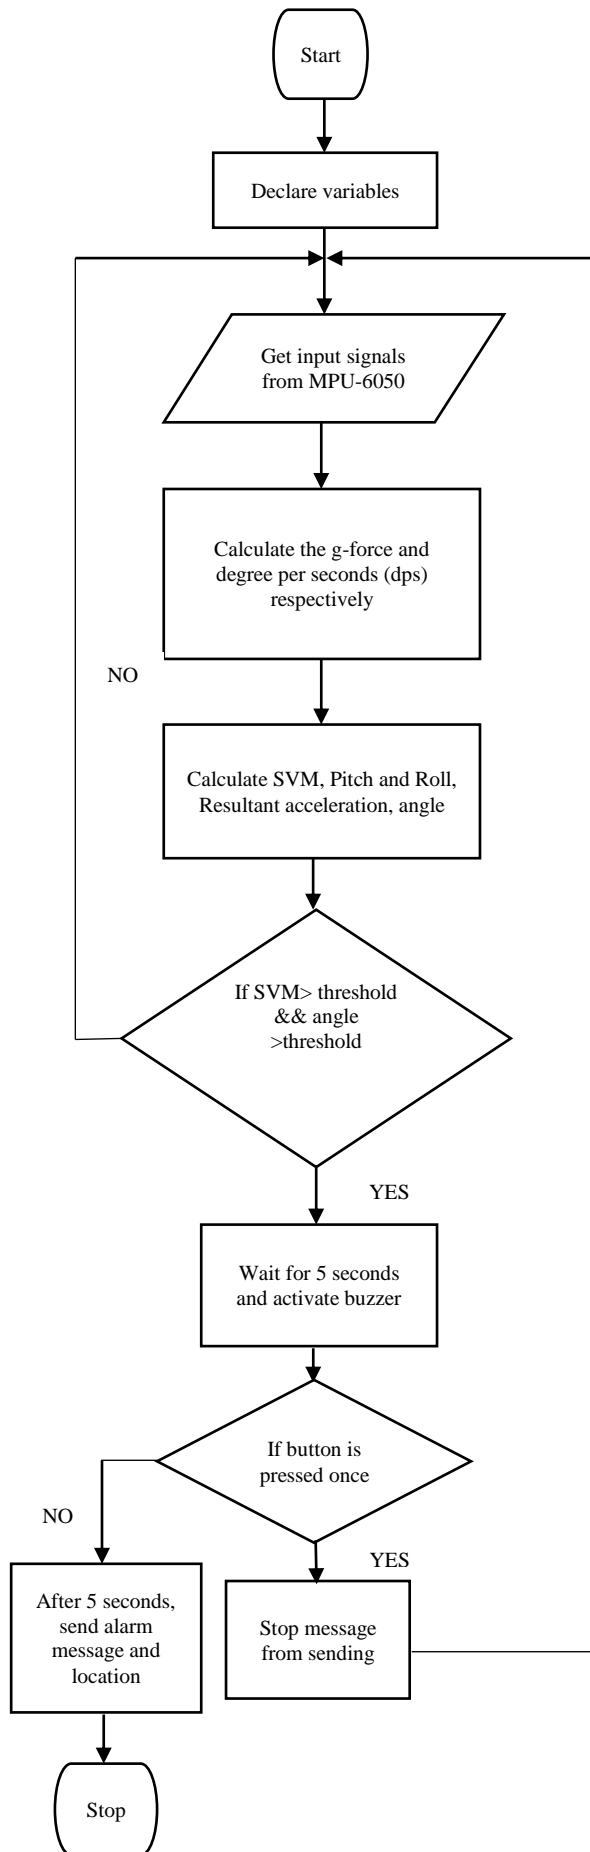 Start
Declare variables
Get input signals
from MPU-6050
Calculate the g-force and
degree per seconds (dps)
respectively
NO
Calculate SVM, Pitch and Roll,
Resultant acceleration, angle
If SVM> threshold
&& angle
>threshold
YES
Wait for 5 seconds
and activate buzzer
If button is
pressed once
NO
YES
After 5 seconds,
send alarm
message and
location
Stop message
from sending
Stop